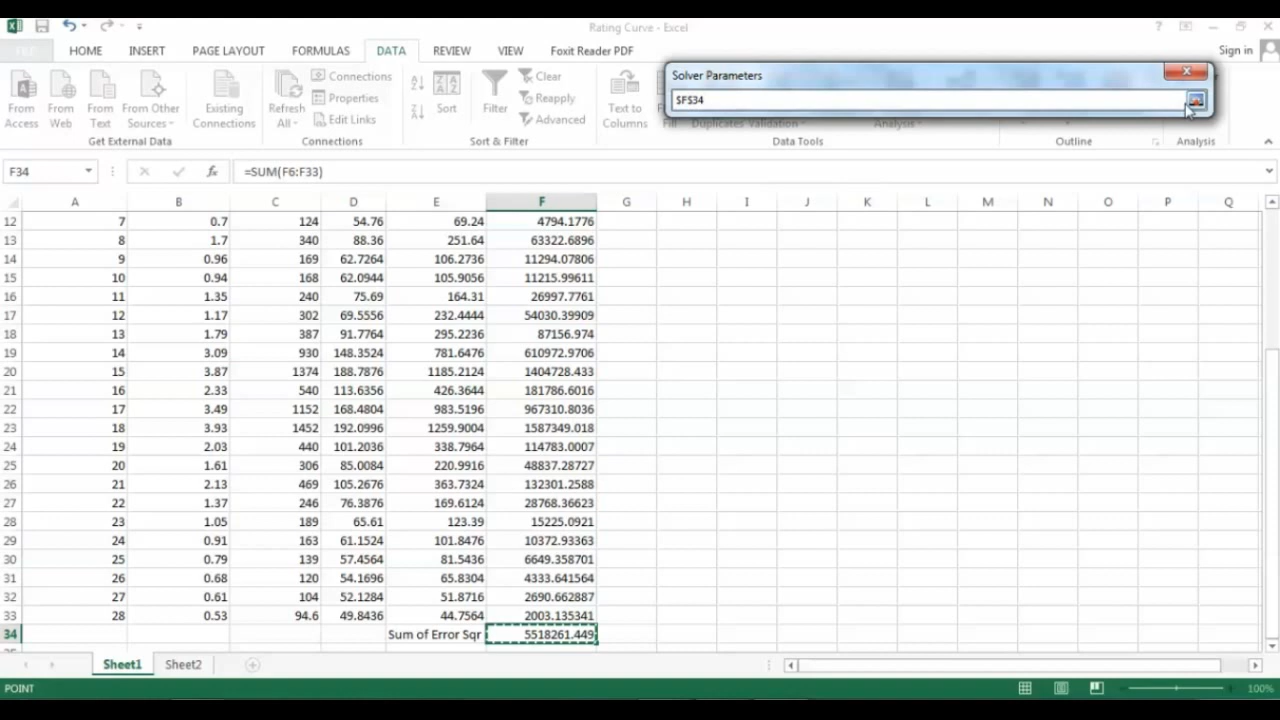 Rating Curve - Excel
HOME INSERT PAGE LAYOUT FORMULAS DATA REVIEW VIEW Foxit Reader PDF Sign in
Solver Parameters
$F$34
From Access From Web From Text From Other Sources Existing Connections Refresh All Connections Properties Edit Links Sort Filter Clear Reapply Advanced Text to Columns Fill Duplicates Validation Analysis
Get External Data Connections Sort & Filter Data Tools Outline Analysis
F34 =SUM(F6:F33)
A B C D E F G H I J K L M N O P Q
12 7 0.7 124 54.76 69.24 4794.1776
13 8 1.7 340 88.36 251.64 63322.6896
14 9 0.96 169 62.7264 106.2736 11294.07806
15 10 0.94 168 62.0944 105.9056 11215.99611
16 11 1.35 240 75.69 164.31 26997.7761
17 12 1.17 302 69.5556 232.4444 54030.39909
18 13 1.79 387 91.7764 295.2236 87156.974
19 14 3.09 930 148.3524 781.6476 610972.9706
20 15 3.87 1374 188.7876 1185.2124 1404728.433
21 16 2.33 540 113.6356 426.3644 181786.6016
22 17 3.49 1152 168.4804 983.5196 967310.8036
23 18 3.93 1452 192.0996 1259.9004 1587349.018
24 19 2.03 440 101.2036 338.7964 114783.0007
25 20 1.61 306 85.0084 220.9916 48837.28727
26 21 2.13 469 105.2676 363.7324 132301.2588
27 22 1.37 246 76.3876 169.6124 28768.36623
28 23 1.05 189 65.61 123.39 15225.0921
29 24 0.91 163 61.1524 101.8476 10372.93363
30 25 0.79 139 57.4564 81.5436 6649.358701
31 26 0.68 120 54.1696 65.8304 4333.641564
32 27 0.61 104 52.1284 51.8716 2690.662887
33 28 0.53 94.6 49.8436 44.7564 2003.135341
34 Sum of Error Sqr 5518261.449
Sheet1 Sheet2
POINT 100%